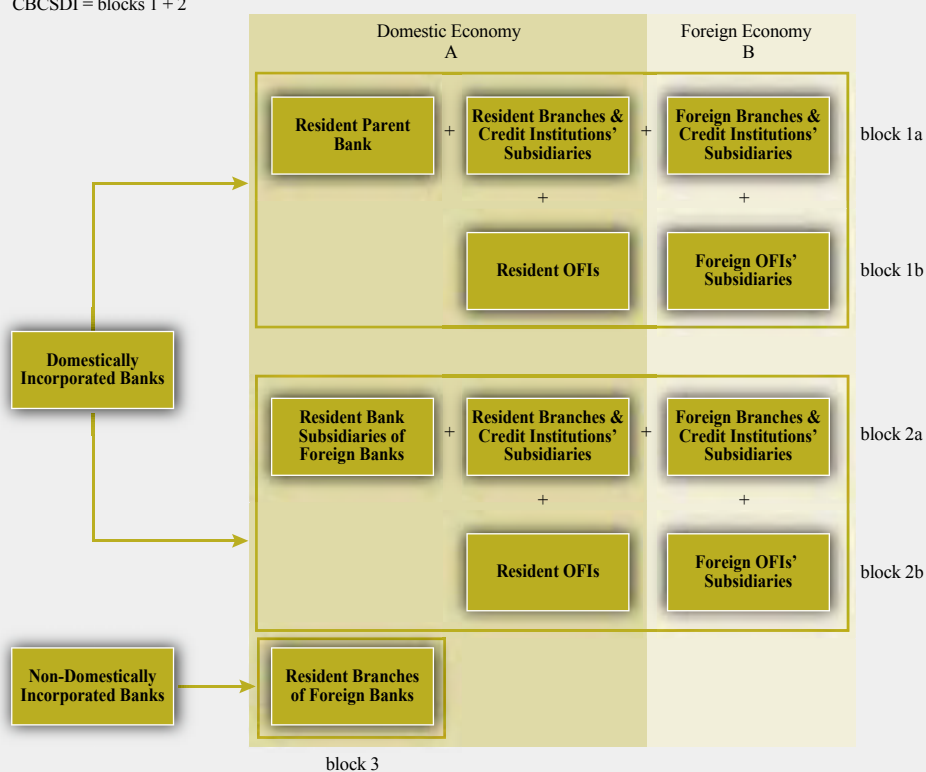 CBCSDI = blocks 1 + 2
Domestic Economy
A
Foreign Economy
B
Resident Parent
Bank
+
Resident Branches &
Credit Institutions'
Subsidiaries
+
Foreign Branches &
Credit Institutions'
Subsidiaries
block 1a
+
+
Resident OFIs
Foreign OFIs'
Subsidiaries
block 1b
Domestically
Incorporated Banks
Resident Bank
Subsidiaries of
Foreign Banks
+
Resident Branches &
Credit Institutions'
Subsidiaries
+
Foreign Branches &
Credit Institutions'
Subsidiaries
block 2a
+
+
Resident OFIs
Foreign OFIs'
Subsidiaries
block 2b
Non-Domestically
Incorporated Banks
Resident Branches
of Foreign Banks
block 3